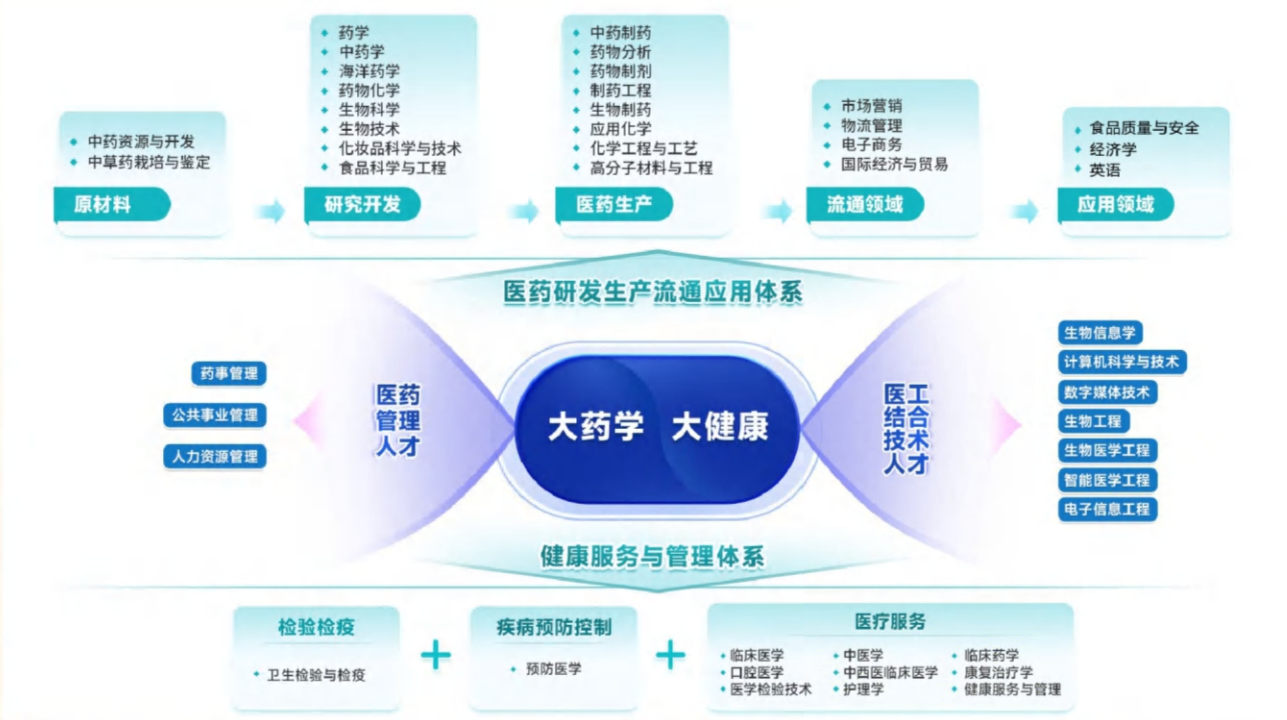 中药资源与开发
中草药栽培与鉴定
原材料
药学
中药学
海洋药学
药物化学
生物科学
生物技术
化妆品科学与技术
食品科学与工程
研究开发
中药制药
药物分析
药物制剂
制药工程
生物制药
应用化学
化学工程与工艺
高分子材料与工程
医药生产
市场营销
物流管理
电子商务
国际经济与贸易
流通领域
食品质量与安全
经济学
英语
应用领域
医药研发生产流通应用体系
药事管理
公共事业管理
人力资源管理
医药
管理
人才
大药学 大健康
医工
结合
技术
人才
生物信息学
计算机科学与技术
数字媒体技术
生物工程
生物医学工程
智能医学工程
电子信息工程
健康服务与管理体系
检验检疫
卫生检验与检疫
+
疾病预防控制
预防医学
+
医疗服务
临床医学 中医学 临床药学
口腔医学 中西医临床医学 康复治疗学
医学检验技术 护理学 健康服务与管理